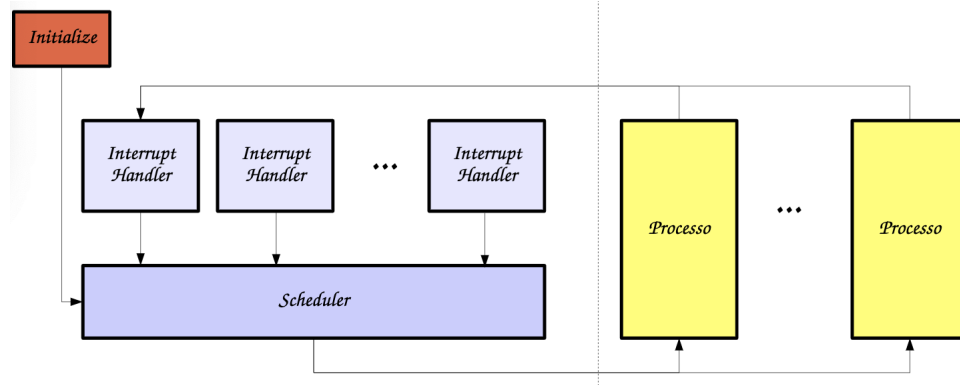 Initialize
Interrupt
Handler
Interrupt
Handler
...
Interrupt
Handler
Processo
...
Processo
Scheduler